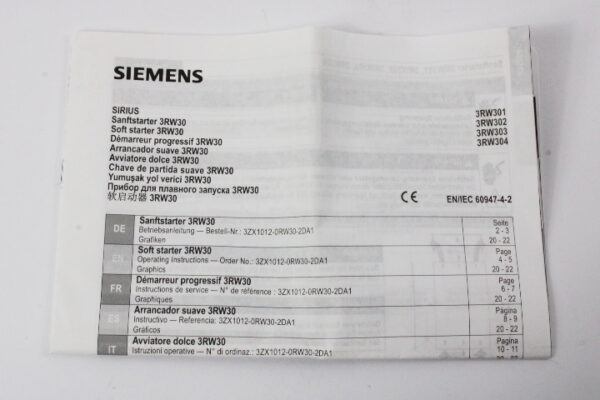 SIEMENS
SIRIUS
Sanftstarter 3RW30
Soft starter 3RW30
Démarreur progressif 3RW30
Arrancador suave 3RW30
Avviatore dolce 3RW30
Chave de partida suave 3RW30
Yumuşak yol verici 3RW30
Прибор для плавного запуска 3RW30
软启动器 3RW30
3RW301
3RW302
3RW303
3RW304
CE EN/IEC 60947-4-2
DE Sanftstarter 3RW30 Seite
Betriebsanleitung — Bestell-Nr.: 3ZX1012-0RW30-2DA1 2 - 3
Grafiken 20 - 22
EN Soft starter 3RW30 Page
Operating Instructions — Order No.: 3ZX1012-0RW30-2DA1 4 - 5
Graphics 20 - 22
FR Démarreur progressif 3RW30 Page
Instructions de service — N° de référence : 3ZX1012-0RW30-2DA1 6 - 7
Graphiques 20 - 22
ES Arrancador suave 3RW30 Página
Instructivo — Referencia: 3ZX1012-0RW30-2DA1 8 - 9
Gráficos 20 - 22
IT Avviatore dolce 3RW30 Pagina
Istruzioni operative — N° di ordinaz.: 3ZX1012-0RW30-2DA1 10 - 11